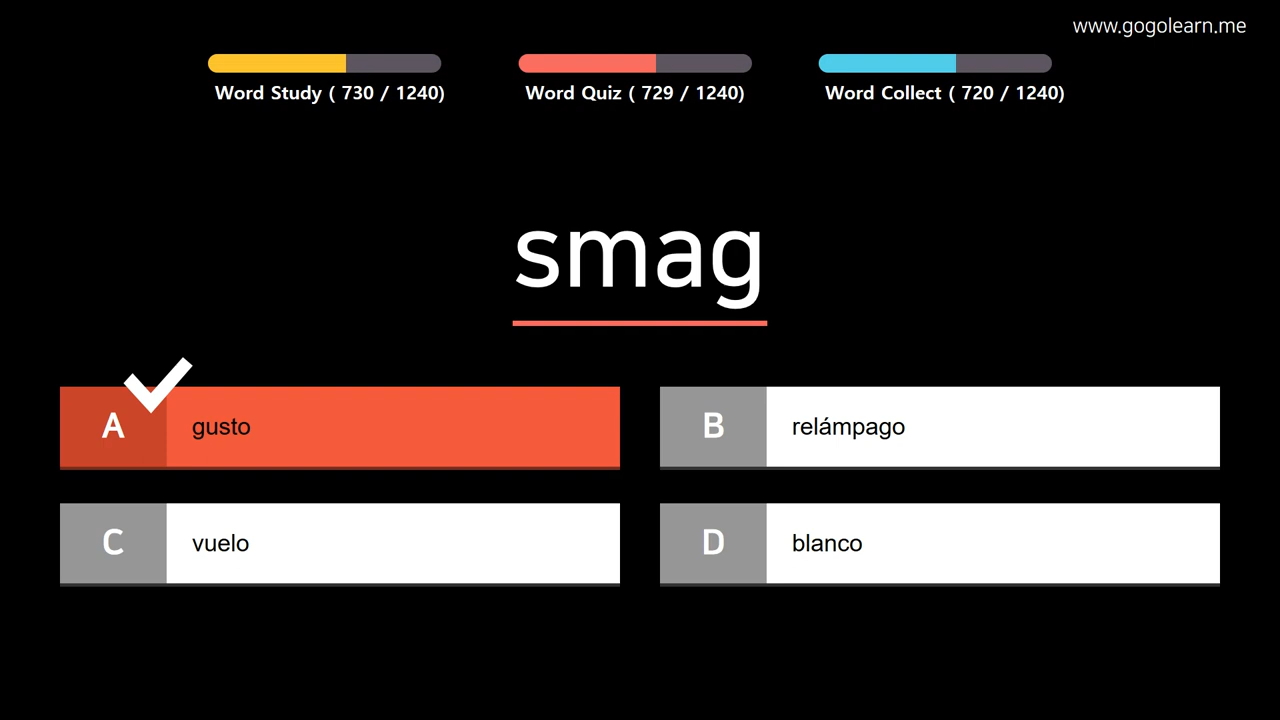 www.gogolearn.me
Word Study ( 730 / 1240)
Word Quiz ( 729 / 1240)
Word Collect ( 720 / 1240)
smag
A gusto
B relámpago
C vuelo
D blanco